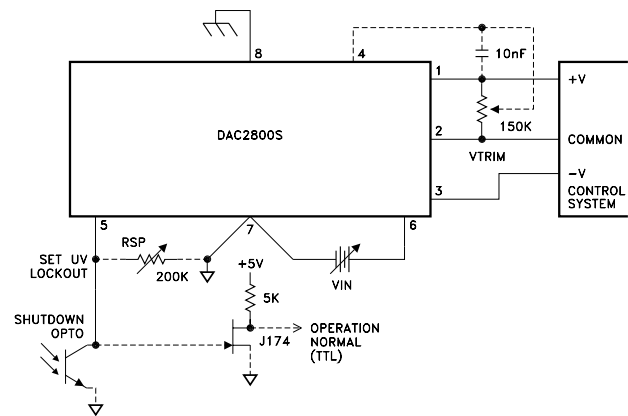 8
4
10nF
1
+V
DAC2800S
150K
2
COMMON
VTRIM
-V
3
CONTROL
SYSTEM
5
7
6
RSP
SET UV
LOCKOUT
200K
+5V
VIN
5K
SHUTDOWN
OPTO
J174
OPERATION
NORMAL
(TTL)